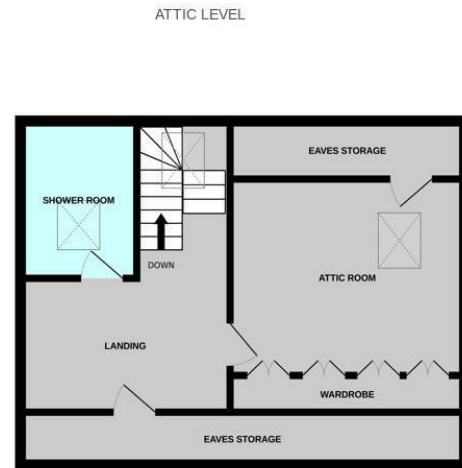 ATTIC LEVEL
EAVES STORAGE
SHOWER ROOM
DOWN
ATTIC ROOM
LANDING
WARDROBE
EAVES STORAGE